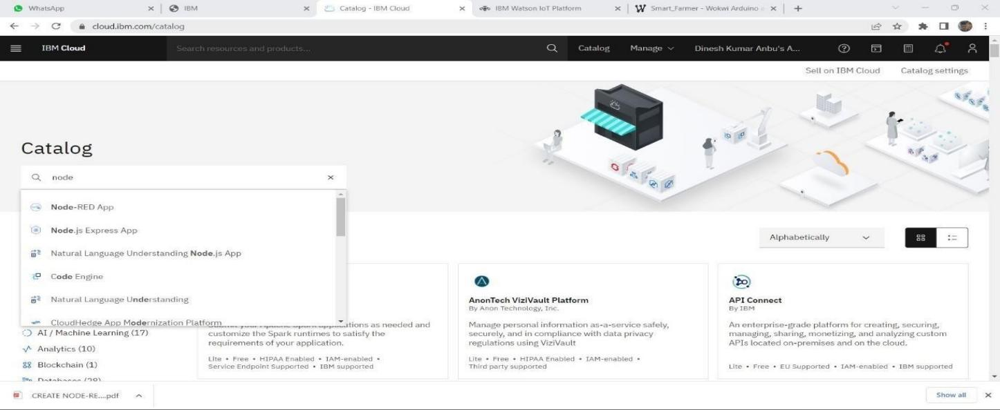 WhatsApp
IBM
Catalog - IBM Cloud
IBM Watson IoT Platform
Smart_Farmer - Wokwi Arduino
cloud.ibm.com/catalog
IBM Cloud
Search resources and products...
Catalog
Manage
Dinesh Kumar Anbu's A...
Sell on IBM Cloud
Catalog settings
Catalog
node
Node-RED App
Node.js Express App
Natural Language Understanding Node.js App
Code Engine
Natural Language Understanding
CloudHedge App Modernization Platform
Alphabetically
AI / Machine Learning (17)
Analytics (10)
Blockchain (1)
Databases (28)
Submit your Apache Spark applications as needed and
customize the Spark runtimes to satisfy the
requirements of your application.
Lite • Free • HIPAA Enabled • IAM-enabled •
Service Endpoint Supported • IBM supported
AnonTech ViziVault Platform
By Anon Technology, Inc.
Manage personal information as-a-service safely,
securely, and in compliance with data privacy
regulations using ViziVault
Lite • Free • HIPAA Enabled • IAM-enabled •
Third party supported
API Connect
By IBM
An enterprise-grade platform for creating, securing,
managing, sharing, monetizing, and analyzing custom
APIs located on-premises and on the cloud.
Lite • Free • EU Supported • IAM-enabled • IBM supported
CREATE NODE-RE....pdf
Show all